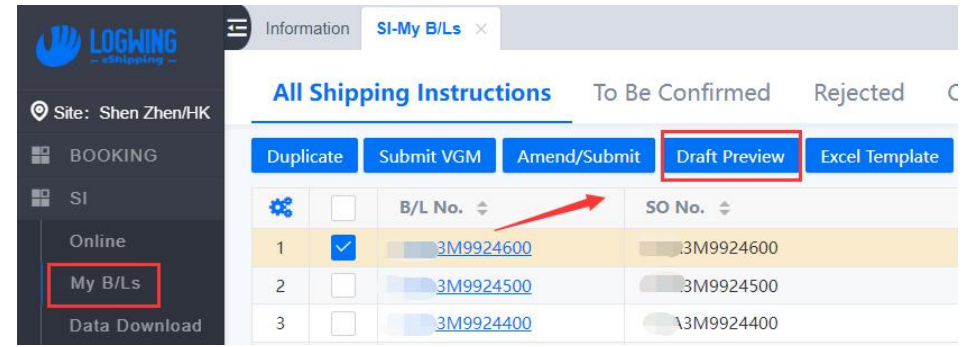 LOGWING
eShipping
Information SI-My B/Ls ×
Site: Shen Zhen/HK
All Shipping Instructions To Be Confirmed Rejected
BOOKING
Duplicate Submit VGM Amend/Submit Draft Preview Excel Template
SI
B/L No. SO No.
Online
1 3M9924600 3M9924600
My B/Ls
2 3M9924500 3M9924500
Data Download
3 3M9924400 3M9924400